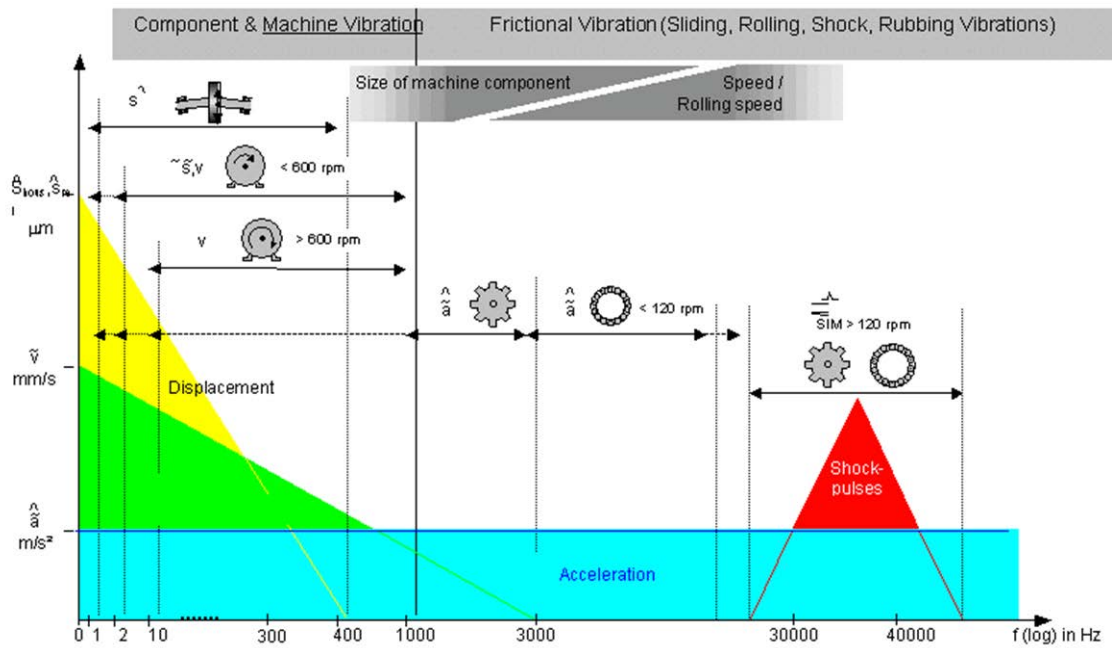 Component & Machine Vibration
Frictional Vibration (Sliding, Rolling, Shock, Rubbing Vibrations)
Size of machine component
Speed /
Rolling speed
s^
~s̃,v
< 600 rpm
µm
v
> 600 rpm
â
â
< 120 rpm
SIM > 120 rpm
ṽ
mm/s
Displacement
Shock-
pulses
â
m/s²
Acceleration
0 1 2 10 300 400 1000 3000 30000 40000 f (log) in Hz